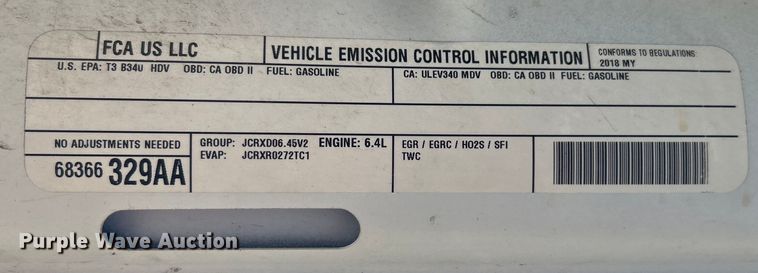 FCA US LLC
VEHICLE EMISSION CONTROL INFORMATION
CONFORMS TO REGULATIONS:
2018 MY
U.S. EPA: T3 B340 HDV OBD: CA OBD II FUEL: GASOLINE
CA: ULEV340 MDV OBD: CA OBD II FUEL: GASOLINE
NO ADJUSTMENTS NEEDED
68366 329AA
GROUP: JCRXD06.45V2 ENGINE: 6.4L
EVAP: JCRXR0272TC1
EGR / EGRC / HO2S / SFI
TWC
Purple Wave Auction